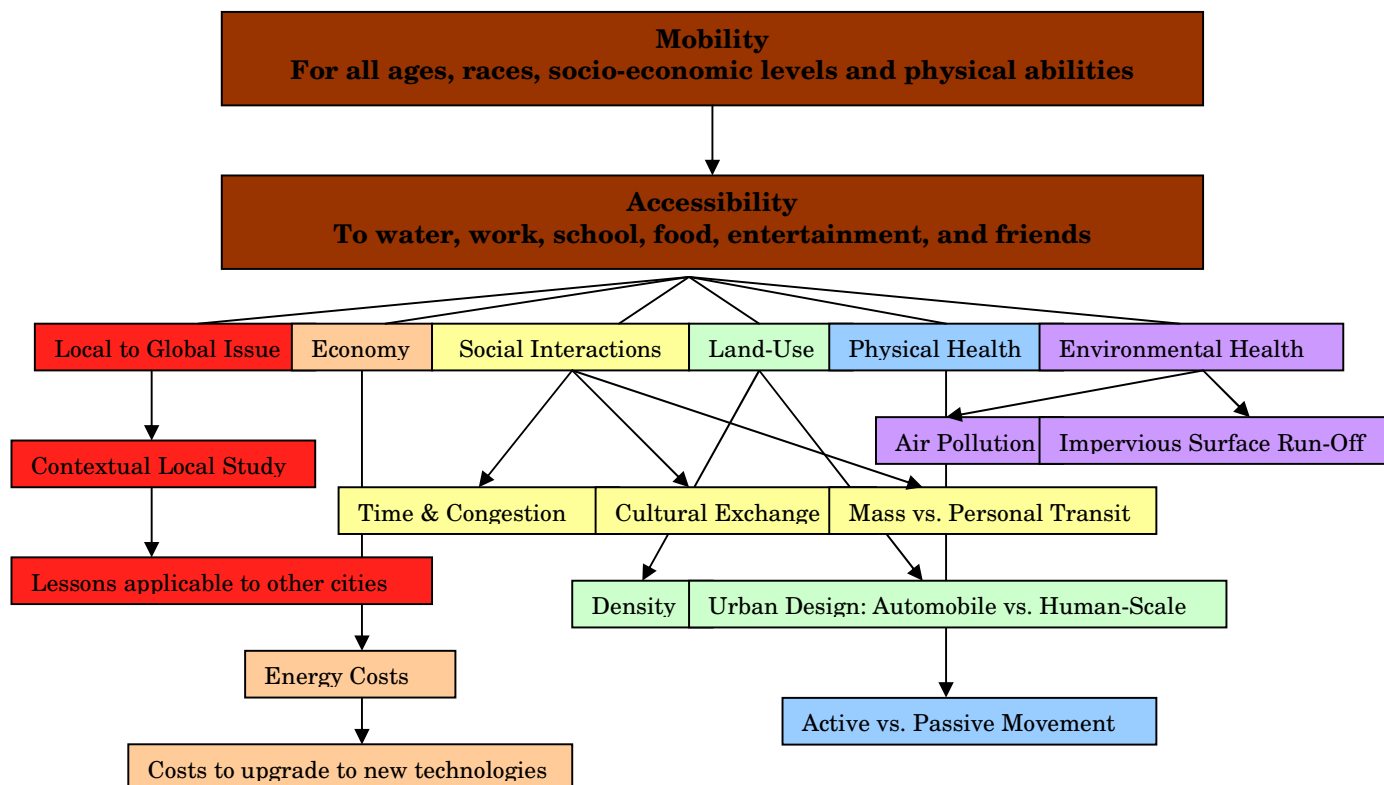 Mobility
For all ages, races, socio-economic levels and physical abilities
Accessibility
To water, work, school, food, entertainment, and friends
Local to Global Issue
Economy
Social Interactions
Land-Use
Physical Health
Environmental Health
Air Pollution
Impervious Surface Run-Off
Contextual Local Study
Time & Congestion
Cultural Exchange
Mass vs. Personal Transit
Lessons applicable to other cities
Density
Urban Design: Automobile vs. Human-Scale
Energy Costs
Active vs. Passive Movement
Costs to upgrade to new technologies